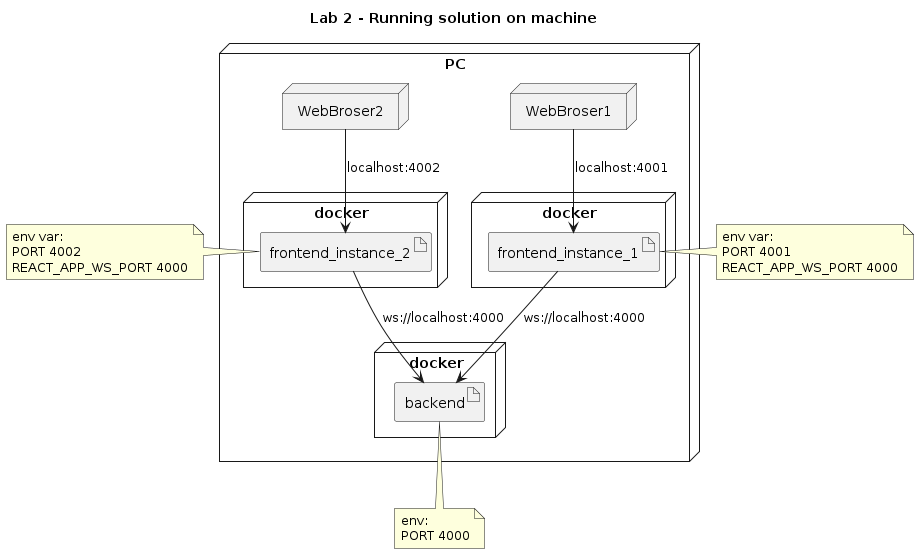 Lab 2 - Running solution on machine
PC
WebBroser2
WebBroser1
localhost:4002
localhost:4001
docker
docker
env var:
PORT 4002
REACT_APP_WS_PORT 4000
frontend_instance_2
frontend_instance_1
env var:
PORT 4001
REACT_APP_WS_PORT 4000
ws://localhost:4000
ws://localhost:4000
docker
backend
env:
PORT 4000